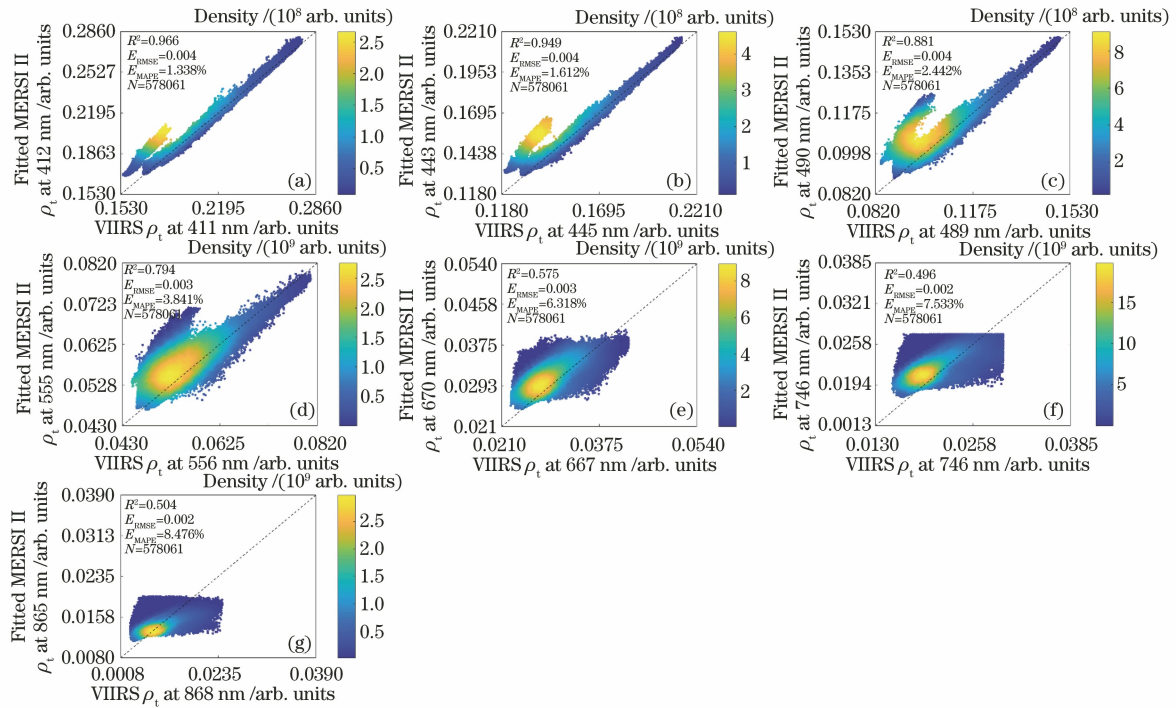 Density /(10⁸ arb. units)
Fitted MERSI II
ρt at 412 nm /arb. units
0.2860
0.2527
0.2195
0.1863
0.1530
R²=0.966
E_RMSE=0.004
E_MAPE=1.338%
N=578061
(a)
2.5
2.0
1.5
1.0
0.5
0.1530 0.2195 0.2860
VIIRS ρt at 411 nm /arb. units
Density /(10⁸ arb. units)
Fitted MERSI II
ρt at 443 nm /arb. units
0.2210
0.1953
0.1695
0.1438
0.1180
R²=0.949
E_RMSE=0.004
E_MAPE=1.612%
N=578061
(b)
4
3
2
1
0.1180 0.1695 0.2210
VIIRS ρt at 445 nm /arb. units
Density /(10⁸ arb. units)
Fitted MERSI II
ρt at 490 nm /arb. units
0.1530
0.1353
0.1175
0.0998
0.0820
R²=0.881
E_RMSE=0.004
E_MAPE=2.442%
N=578061
(c)
8
6
4
2
0.0820 0.1175 0.1530
VIIRS ρt at 489 nm /arb. units
Density /(10⁹ arb. units)
Fitted MERSI II
ρt at 555 nm /arb. units
0.0820
0.0723
0.0625
0.0528
0.0430
R²=0.794
E_RMSE=0.003
E_MAPE=3.841%
N=578061
(d)
2.5
2.0
1.5
1.0
0.5
0.0430 0.0625 0.0820
VIIRS ρt at 556 nm /arb. units
Density /(10⁹ arb. units)
Fitted MERSI II
ρt at 670 nm /arb. units
0.0540
0.0458
0.0375
0.0293
0.021
R²=0.575
E_RMSE=0.003
E_MAPE=6.318%
N=578061
(e)
8
6
4
2
0.0210 0.0375 0.0540
VIIRS ρt at 667 nm /arb. units
Density /(10⁹ arb. units)
Fitted MERSI II
ρt at 746 nm /arb. units
0.0385
0.0321
0.0258
0.0194
0.0013
R²=0.496
E_RMSE=0.002
E_MAPE=7.533%
N=578061
(f)
15
10
5
0.0130 0.0258 0.0385
VIIRS ρt at 746 nm /arb. units
Density /(10⁹ arb. units)
Fitted MERSI II
ρt at 865 nm /arb. units
0.0390
0.0313
0.0235
0.0158
0.0080
R²=0.504
E_RMSE=0.002
E_MAPE=8.476%
N=578061
(g)
2.5
2.0
1.5
1.0
0.5
0.0008 0.0235 0.0390
VIIRS ρt at 868 nm /arb. units